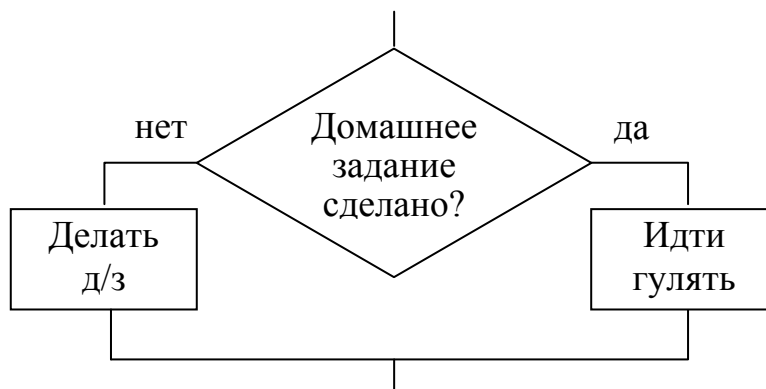 нет
Домашнее
задание
сделано?
да
Делать
д/з
Идти
гулять